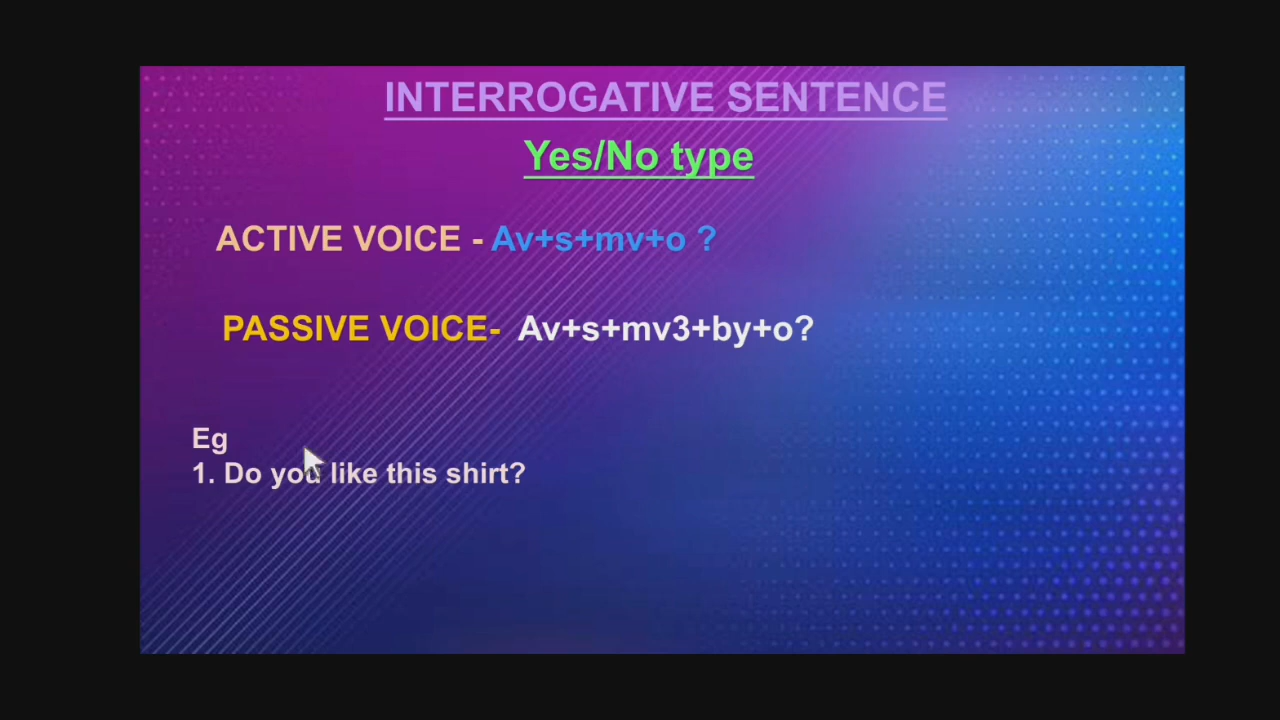 INTERROGATIVE SENTENCE
Yes/No type
ACTIVE VOICE - Av+s+mv+o ?
PASSIVE VOICE- Av+s+mv3+by+o?
Eg
1. Do you like this shirt?